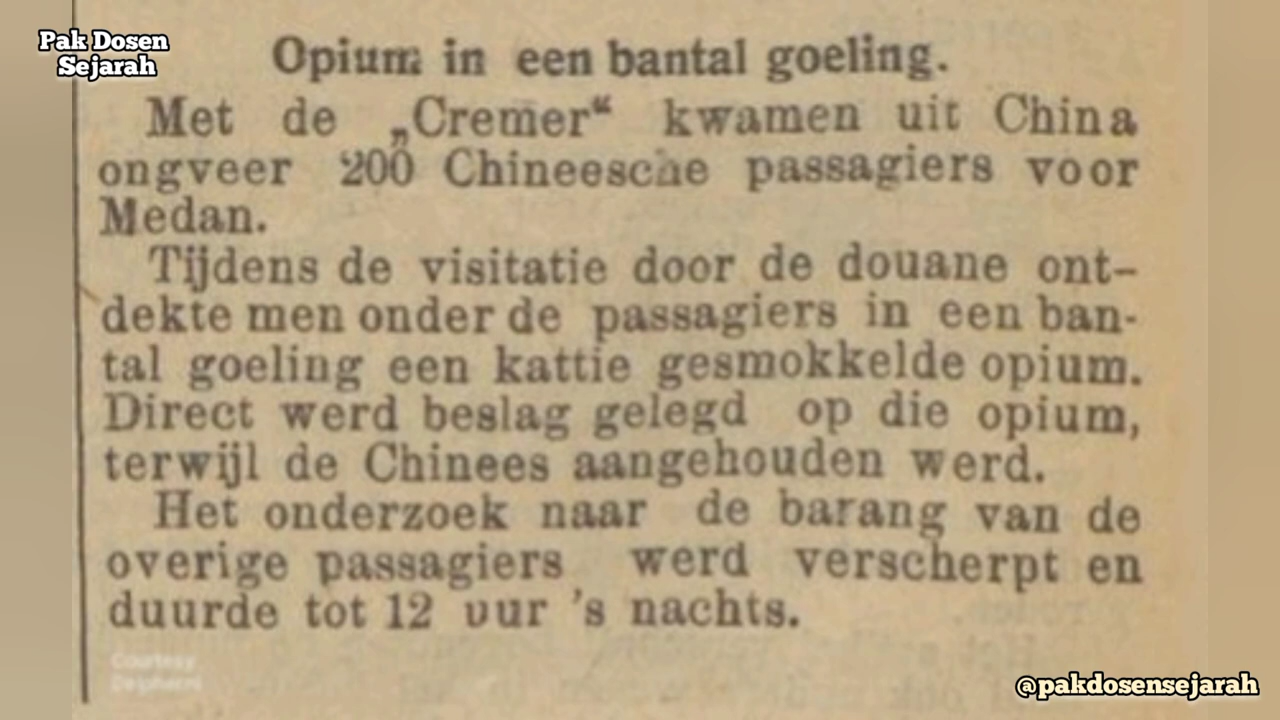 Pak Dosen
Sejarah
Opium in een bantal goeling.
Met de „Cremer“ kwamen uit China
ongveer 200 Chineesche passagiers voor
Medan.
Tijdens de visitatie door de douane ont-
dekte men onder de passagiers in een ban-
tal goeling een kattie gesmokkelde opium.
Direct werd beslag gelegd op die opium,
terwijl de Chinees aangehouden werd.
Het onderzoek naar de barang van de
overige passagiers werd verscherpt en
duurde tot 12 uur 's nachts.
Courtesy
@pakdosensejarah